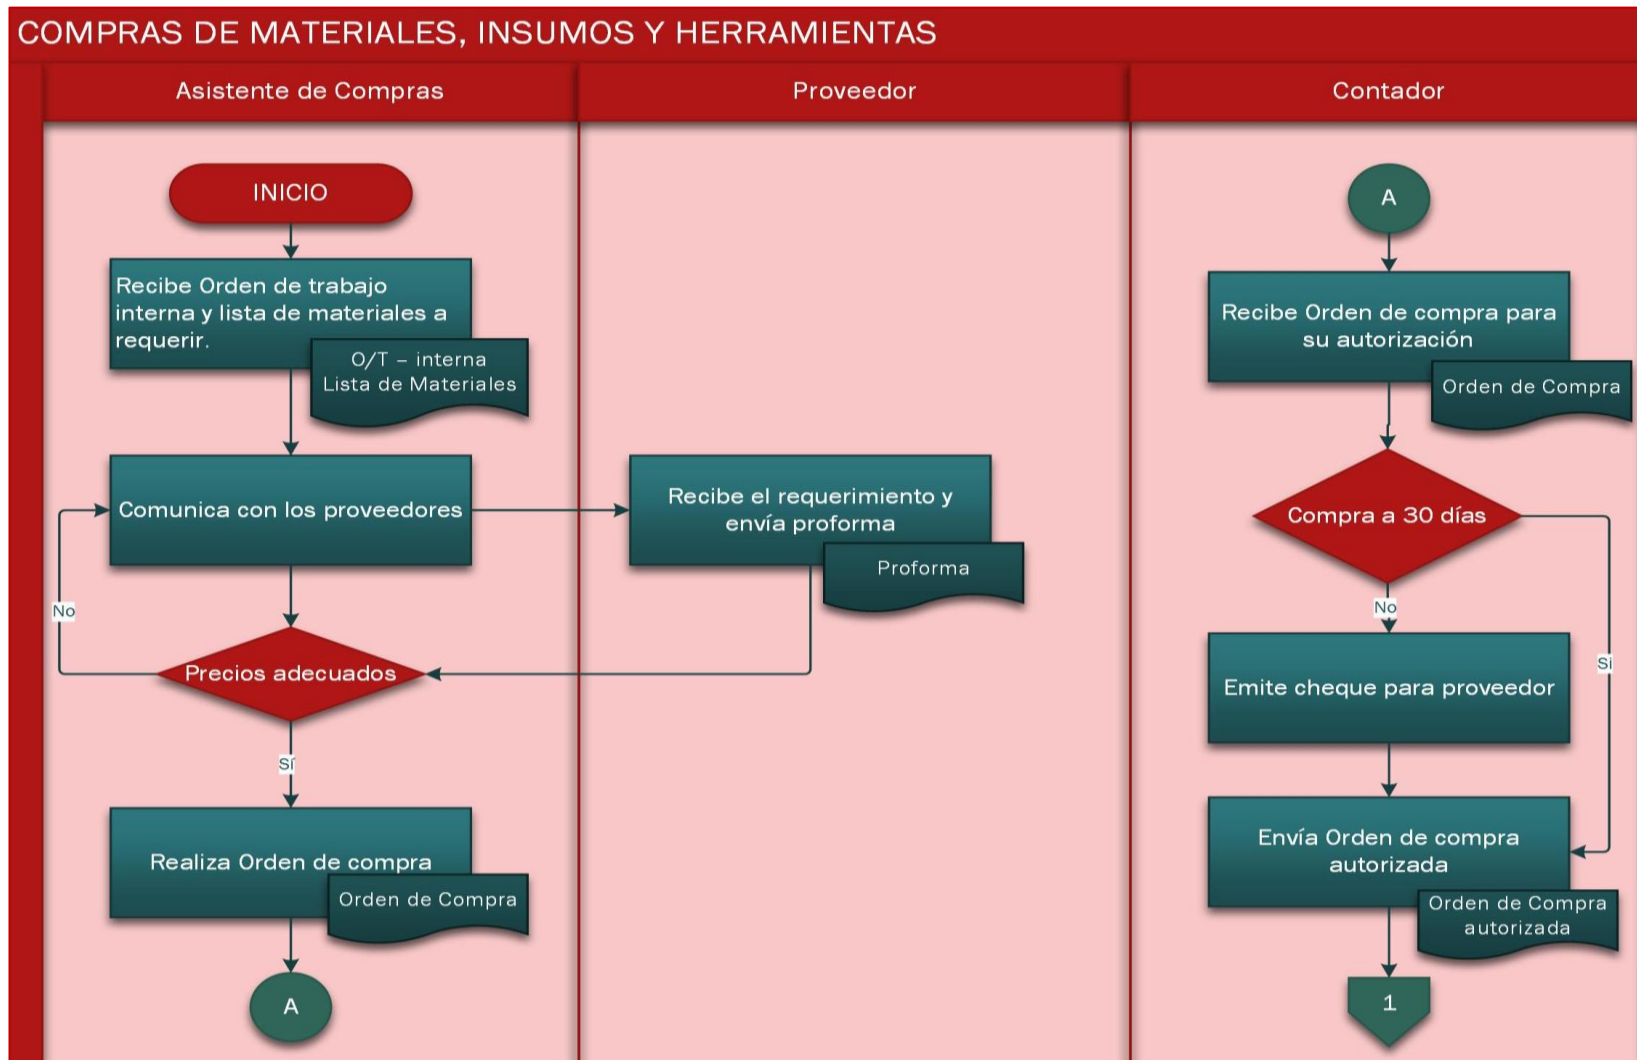 COMPRAS DE MATERIALES, INSUMOS Y HERRAMIENTAS
Asistente de Compras
Proveedor
Contador
INICIO
Recibe Orden de trabajo
interna y lista de materiales a
requerir.
O/T – interna
Lista de Materiales
Comunica con los proveedores
No
Precios adecuados
Sí
Realiza Orden de compra
Orden de Compra
A
Recibe el requerimiento y
envía proforma
Proforma
A
Recibe Orden de compra para
su autorización
Orden de Compra
Compra a 30 días
No
Si
Emite cheque para proveedor
Envía Orden de compra
autorizada
Orden de Compra
autorizada
1